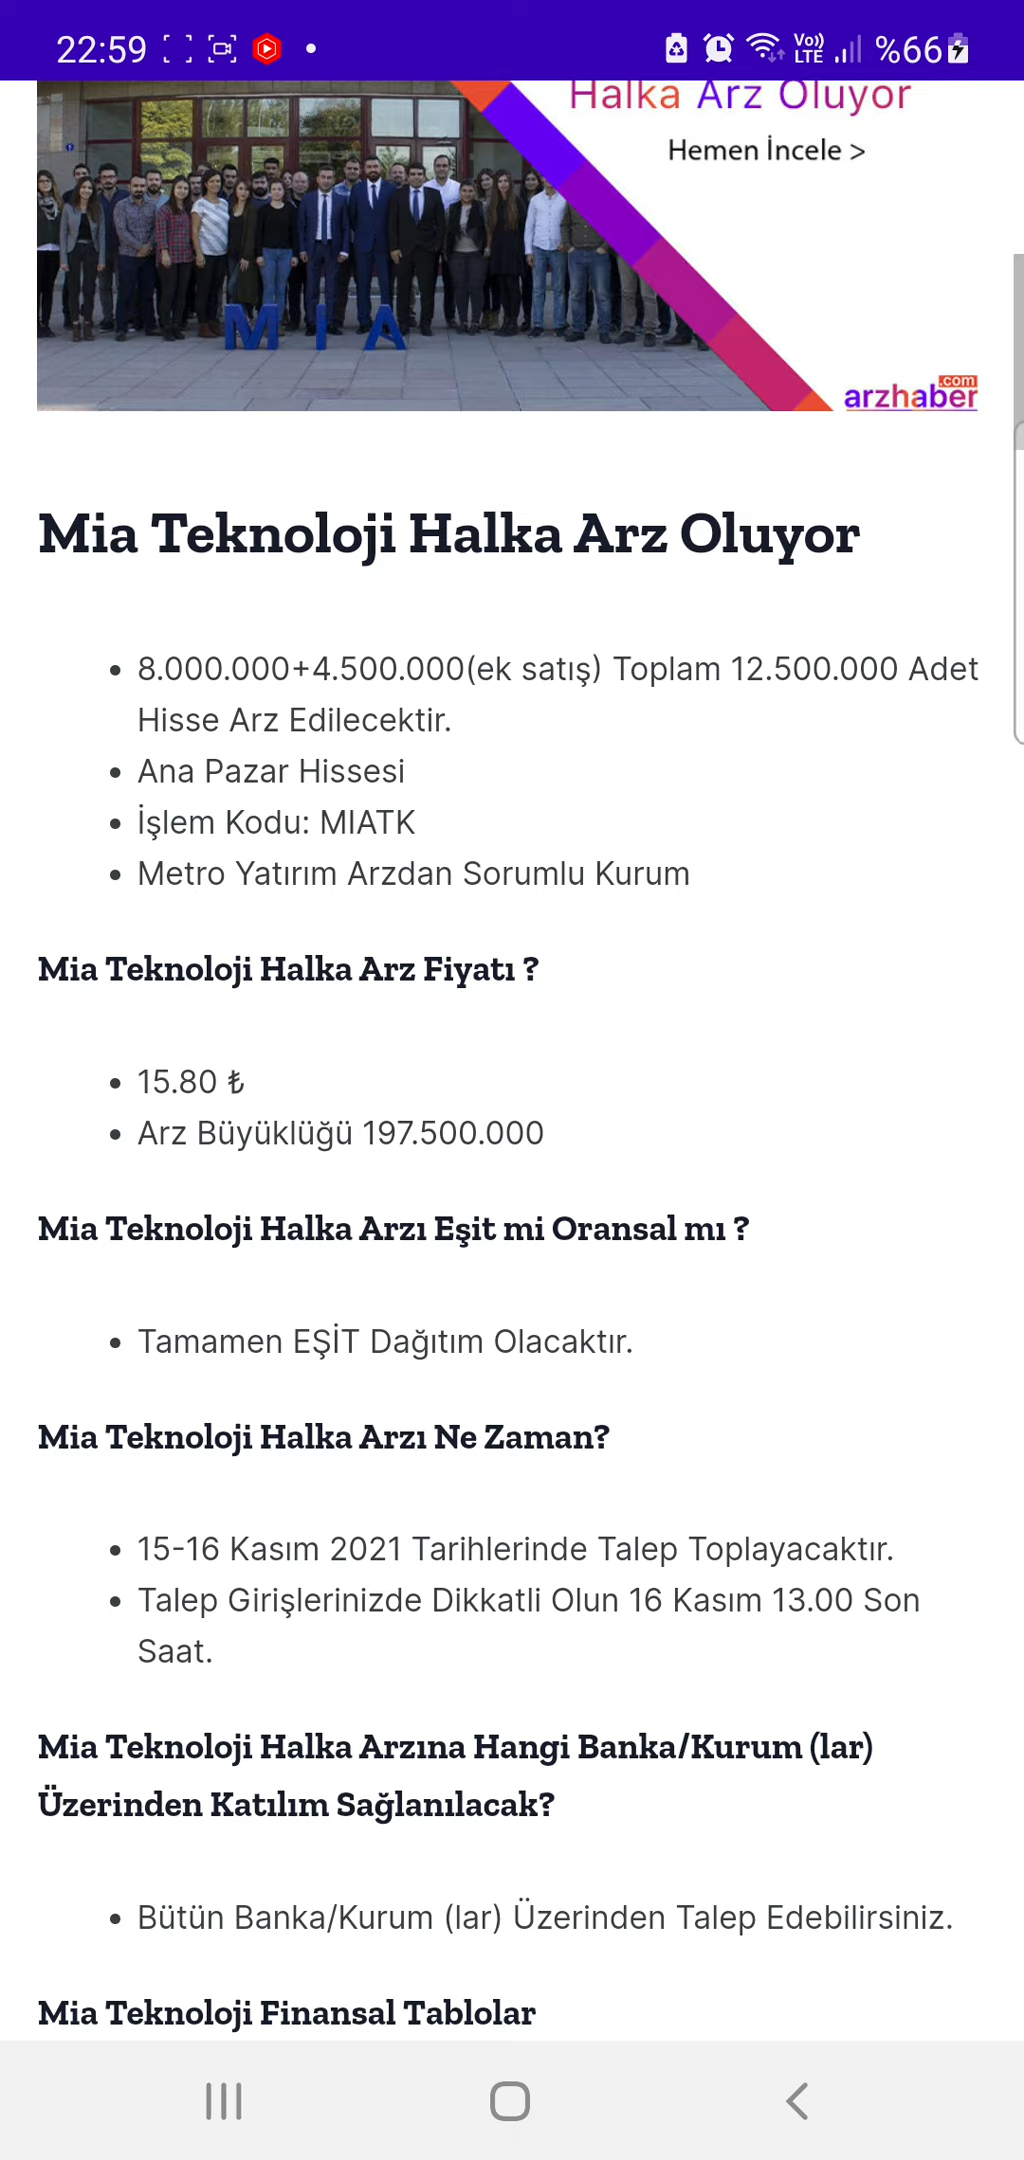 22:59
Vo)) LTE
%66
Halka Arz Oluyor
Hemen İncele >
M I A
arzhaber.com
Mia Teknoloji Halka Arz Oluyor
• 8.000.000+4.500.000(ek satış) Toplam 12.500.000 Adet
Hisse Arz Edilecektir.
• Ana Pazar Hissesi
• İşlem Kodu: MIATK
• Metro Yatırım Arzdan Sorumlu Kurum
Mia Teknoloji Halka Arz Fiyatı ?
• 15.80 ₺
• Arz Büyüklüğü 197.500.000
Mia Teknoloji Halka Arzı Eşit mi Oransal mı ?
• Tamamen EŞİT Dağıtım Olacaktır.
Mia Teknoloji Halka Arzı Ne Zaman?
• 15-16 Kasım 2021 Tarihlerinde Talep Toplayacaktır.
• Talep Girişlerinizde Dikkatli Olun 16 Kasım 13.00 Son
Saat.
Mia Teknoloji Halka Arzına Hangi Banka/Kurum (lar)
Üzerinden Katılım Sağlanılacak?
• Bütün Banka/Kurum (lar) Üzerinden Talep Edebilirsiniz.
Mia Teknoloji Finansal Tablolar